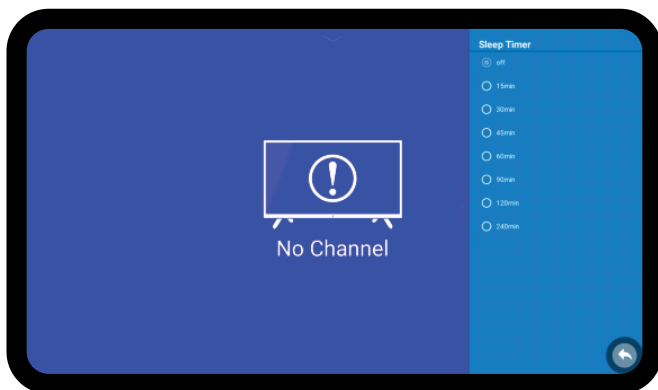 Sleep Timer
off
15min
30min
45min
60min
90min
120min
240min
No Channel